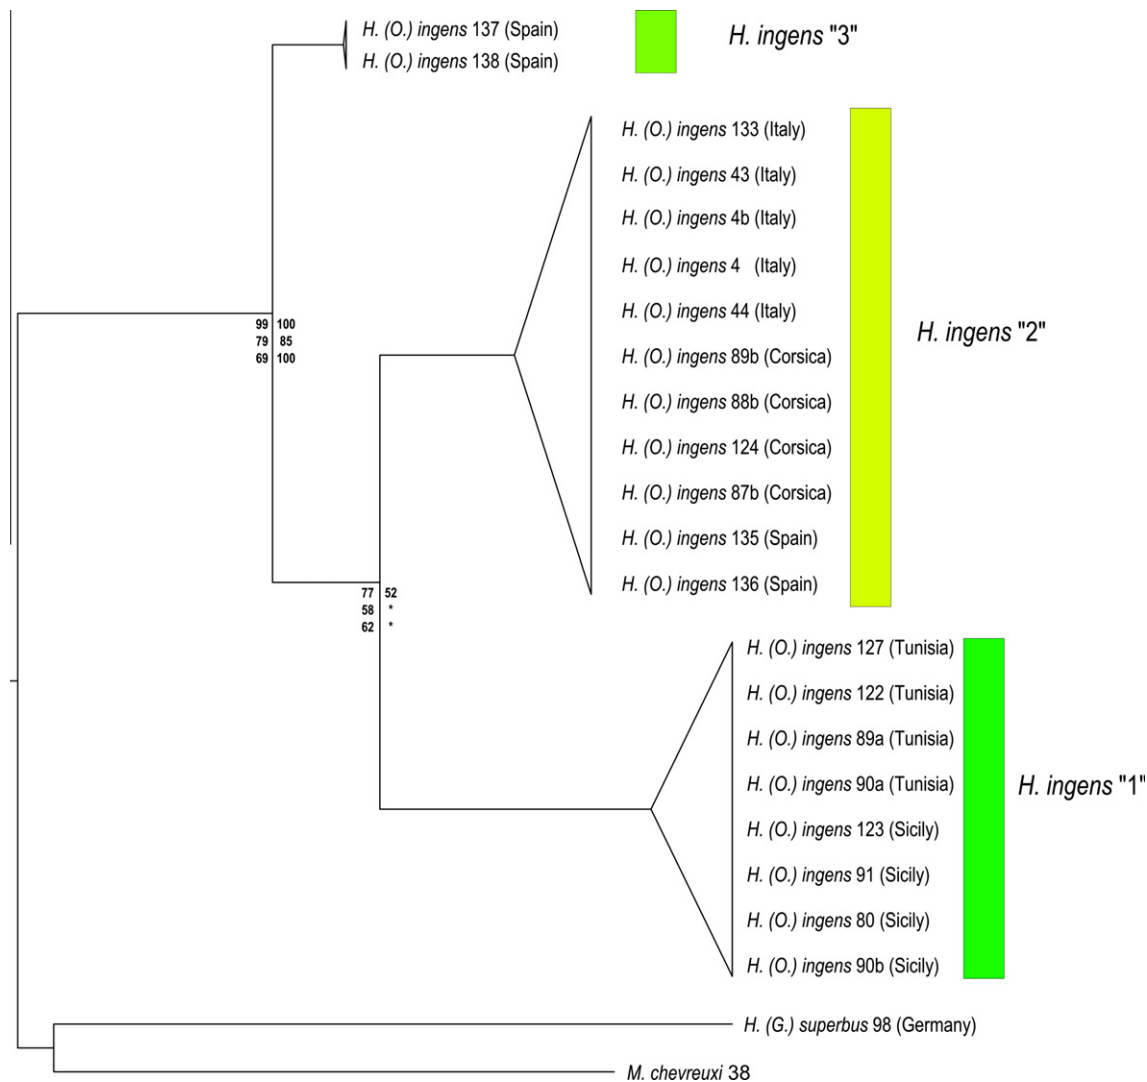 H. (O.) ingens 137 (Spain)
H. (O.) ingens 138 (Spain)
H. ingens "3"
H. (O.) ingens 133 (Italy)
H. (O.) ingens 43 (Italy)
H. (O.) ingens 4b (Italy)
H. (O.) ingens 4 (Italy)
H. (O.) ingens 44 (Italy)
H. (O.) ingens 89b (Corsica)
H. (O.) ingens 88b (Corsica)
H. (O.) ingens 124 (Corsica)
H. (O.) ingens 87b (Corsica)
H. (O.) ingens 135 (Spain)
H. (O.) ingens 136 (Spain)
H. ingens "2"
99 100
79 85
69 100
77 52
58 *
62 *
H. (O.) ingens 127 (Tunisia)
H. (O.) ingens 122 (Tunisia)
H. (O.) ingens 89a (Tunisia)
H. (O.) ingens 90a (Tunisia)
H. (O.) ingens 123 (Sicily)
H. (O.) ingens 91 (Sicily)
H. (O.) ingens 80 (Sicily)
H. (O.) ingens 90b (Sicily)
H. ingens "1"
H. (G.) superbus 98 (Germany)
M. chevreuxi 38